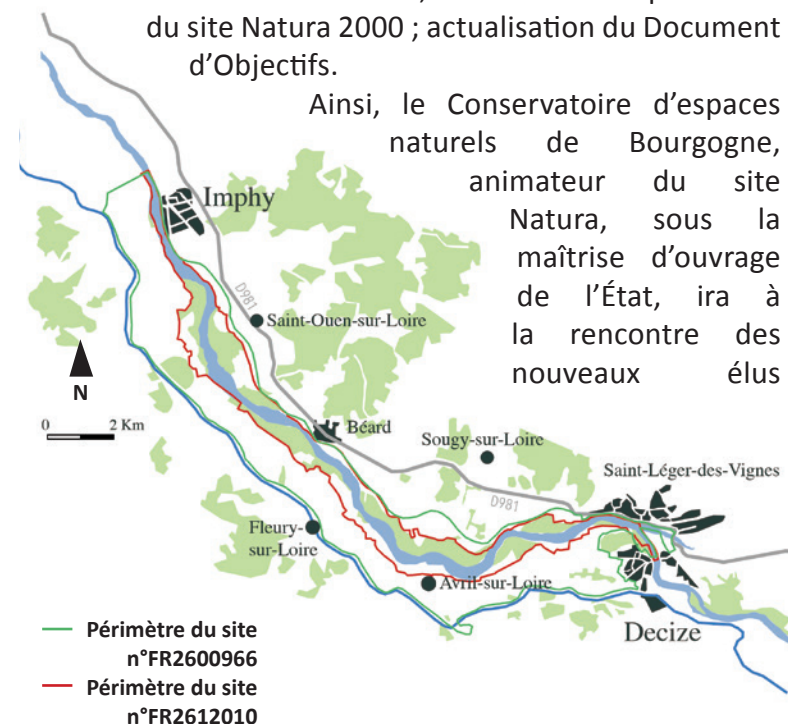 du site Natura 2000 ; actualisation du Document
d’Objectifs.
Ainsi, le Conservatoire d’espaces
naturels de Bourgogne,
animateur du site
Natura, sous la
maîtrise d’ouvrage
de l’État, ira à
la rencontre des
nouveaux élus
Imphy
D981
Saint-Ouen-sur-Loire
N
0 2 Km
Béard
Sougy-sur-Loire
Saint-Léger-des-Vignes
D981
Fleury-
sur-Loire
Avril-sur-Loire
Decize
Périmètre du site
n°FR2600966
Périmètre du site
n°FR2612010